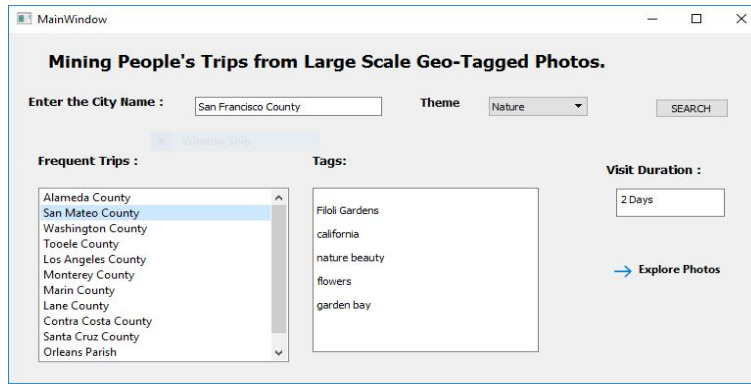 MainWindow
Mining People's Trips from Large Scale Geo-Tagged Photos.
Enter the City Name :
San Francisco County
Theme
Nature
SEARCH
Window Snip
Frequent Trips :
Tags:
Visit Duration :
Alameda County
San Mateo County
Washington County
Tooele County
Los Angeles County
Monterey County
Marin County
Lane County
Contra Costa County
Santa Cruz County
Orleans Parish
Filoli Gardens
california
nature beauty
flowers
garden bay
2 Days
Explore Photos